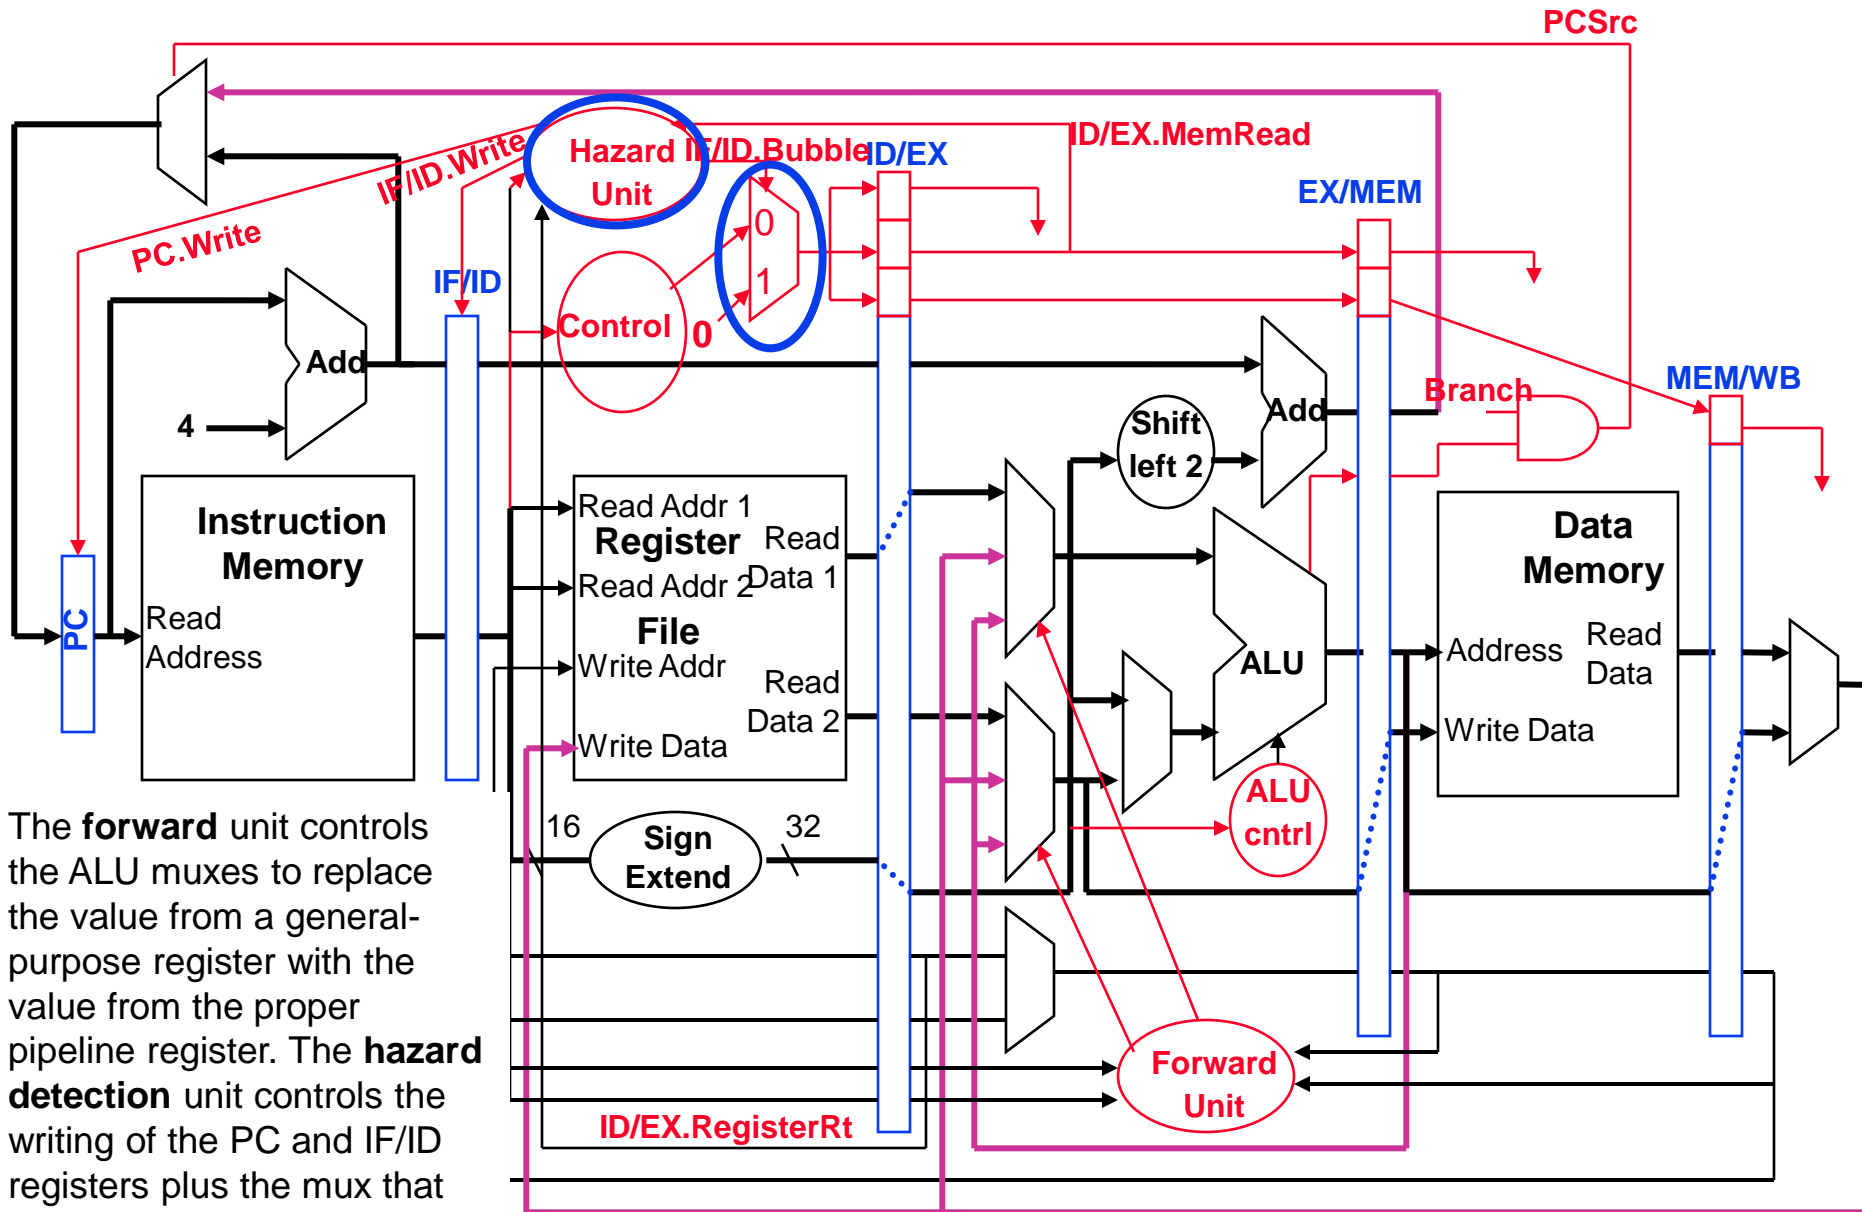 PCSrc
Hazard
Unit
IF/ID.Bubble
ID/EX
ID/EX.MemRead
IF/ID.Write
EX/MEM
PC.Write
0
1
IF/ID
Control
0
Add
4
Shift
left 2
Add
Branch
MEM/WB
Instruction
Memory
Read
Address
PC
Read Addr 1
Register
Read
Data 1
Read Addr 2
File
Write Addr
Read
Data 2
Write Data
ALU
ALU
cntrl
Data
Memory
Address
Read
Data
Write Data
16
Sign
Extend
32
Forward
Unit
ID/EX.RegisterRt
The forward unit controls
the ALU muxes to replace
the value from a general-
purpose register with the
value from the proper
pipeline register. The hazard
detection unit controls the
writing of the PC and IF/ID
registers plus the mux that